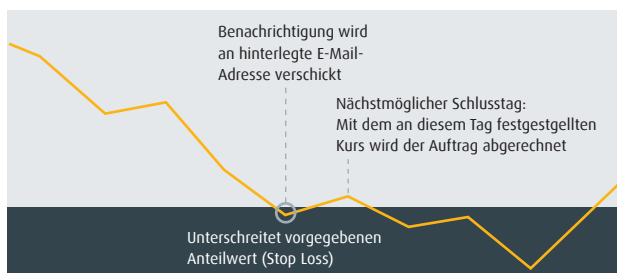 Benachrichtigung wird
an hinterlegte E-Mail-
Adresse verschickt
Nächstmöglicher Schlusstag:
Mit dem an diesem Tag festgestgellten
Kurs wird der Auftrag abgerechnet
Unterschreitet vorgegebenen
Anteilwert (Stop Loss)